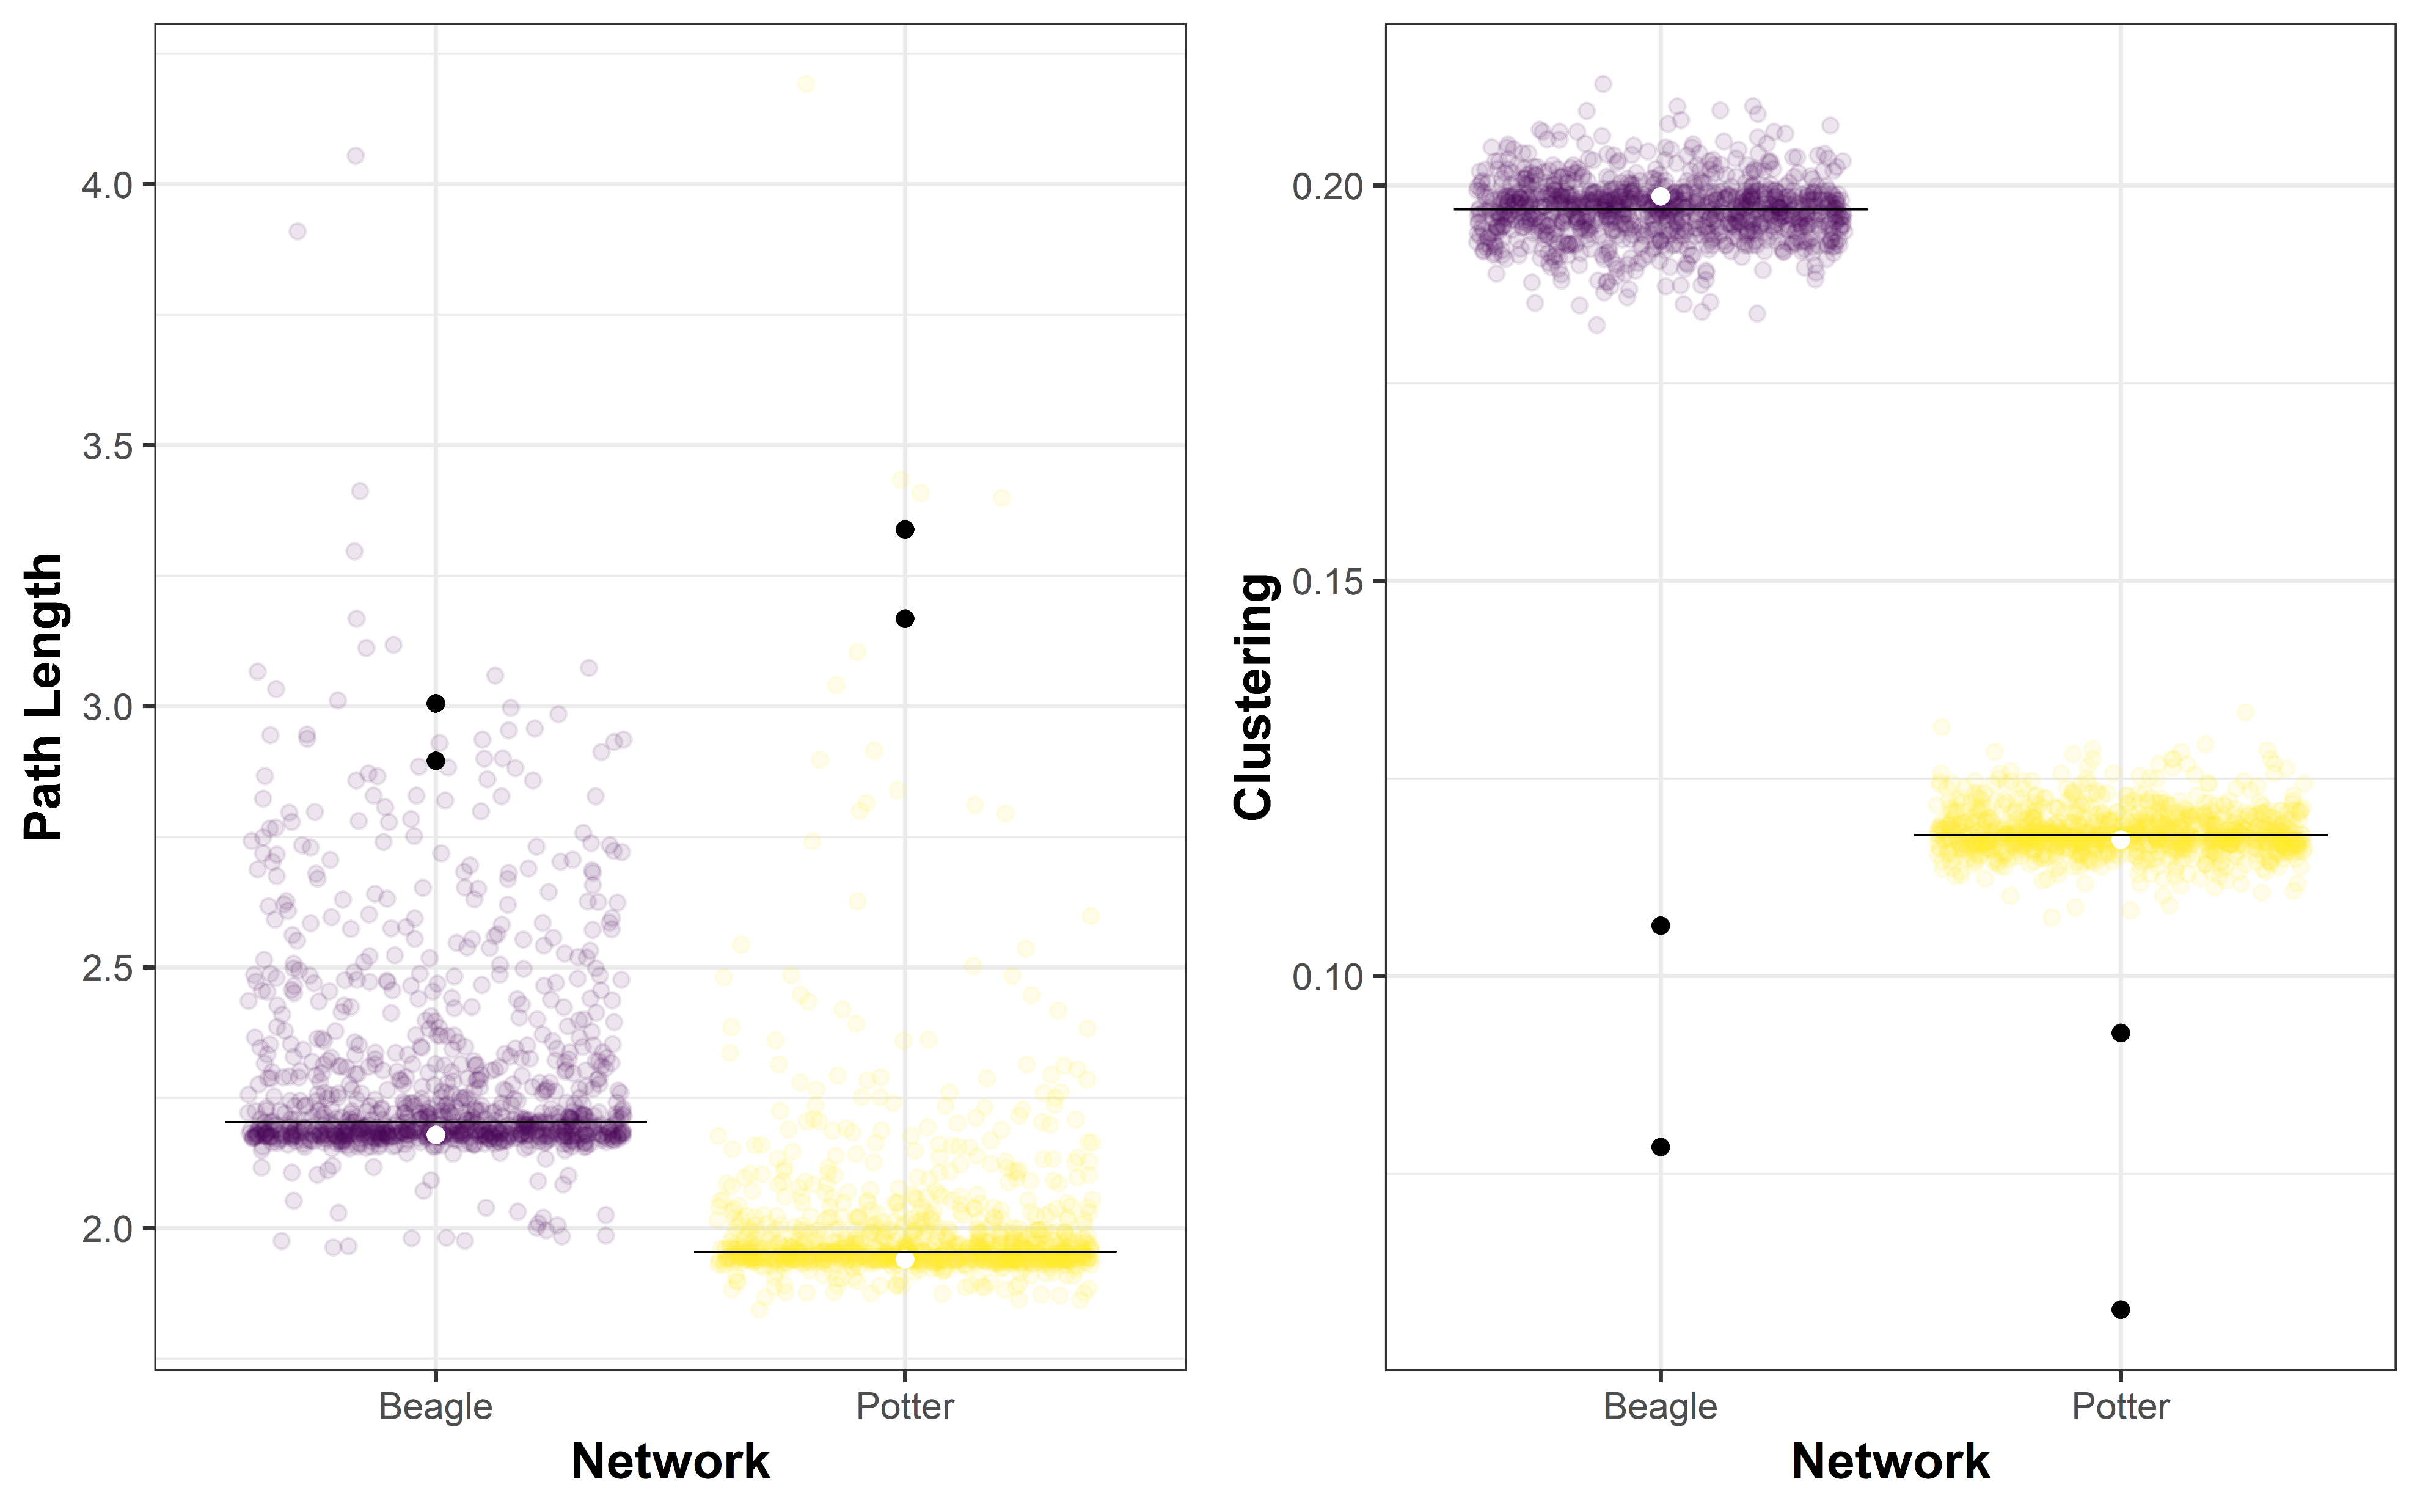 Path Length
4.0
3.5
3.0
2.5
2.0
Beagle Potter
Network
Clustering
0.20
0.15
0.10
Beagle Potter
Network